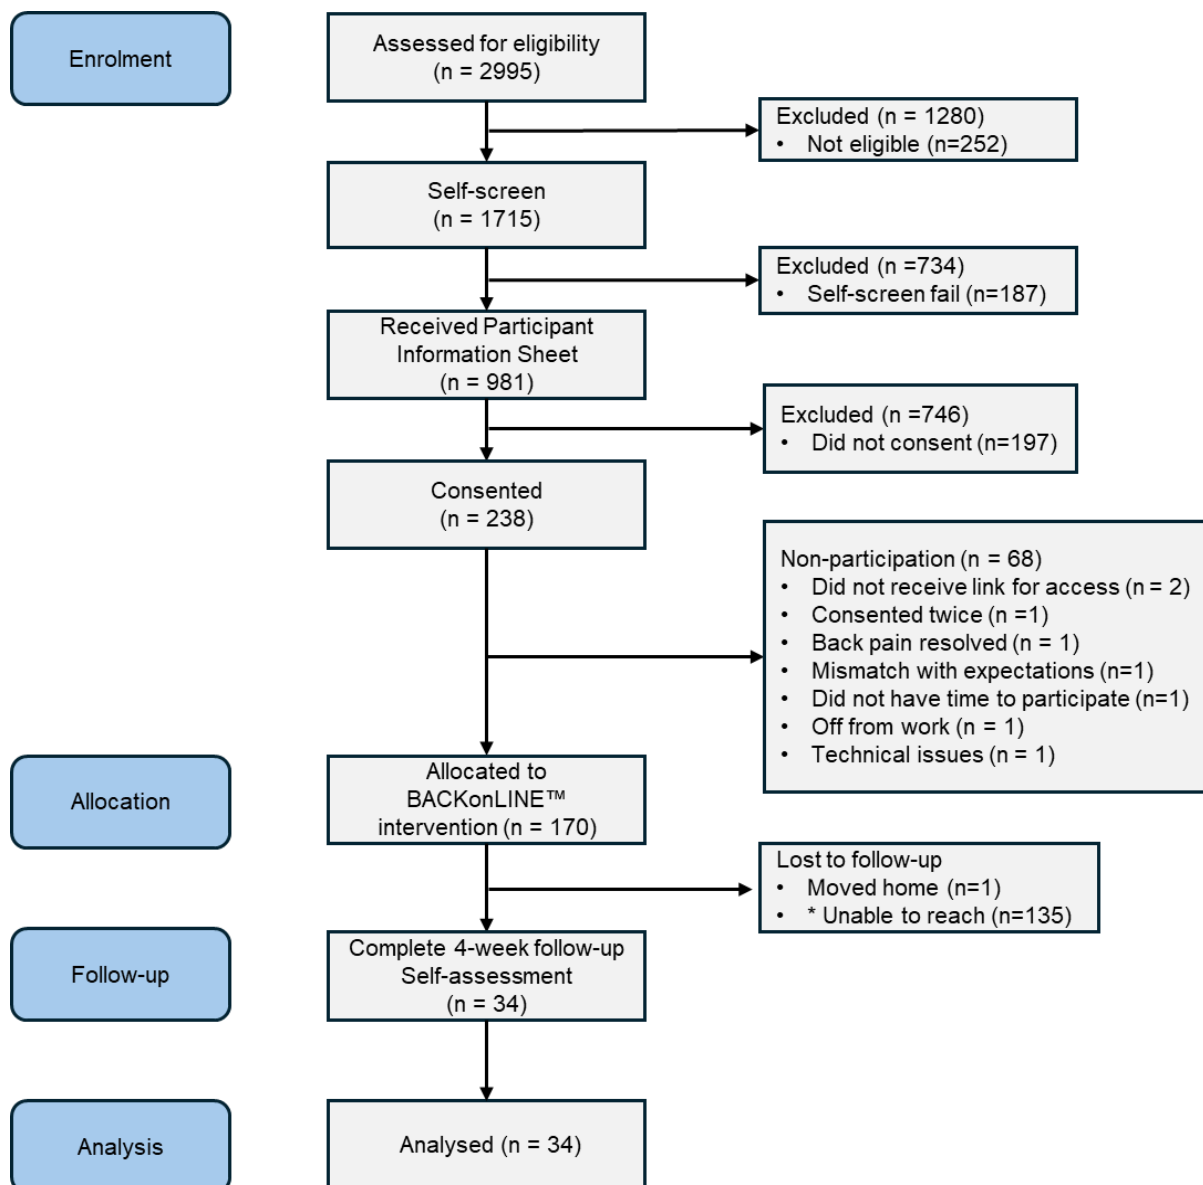 Enrolment
Assessed for eligibility
(n = 2995)
Excluded (n = 1280)
• Not eligible (n=252)
Self-screen
(n = 1715)
Excluded (n =734)
• Self-screen fail (n=187)
Received Participant
Information Sheet
(n = 981)
Excluded (n =746)
• Did not consent (n=197)
Consented
(n = 238)
Non-participation (n = 68)
• Did not receive link for access (n = 2)
• Consented twice (n =1)
• Back pain resolved (n = 1)
• Mismatch with expectations (n=1)
• Did not have time to participate (n=1)
• Off from work (n = 1)
• Technical issues (n = 1)
Allocation
Allocated to
BACKonLINE™
intervention (n = 170)
Lost to follow-up
• Moved home (n=1)
• * Unable to reach (n=135)
Follow-up
Complete 4-week follow-up
Self-assessment
(n = 34)
Analysis
Analysed (n = 34)